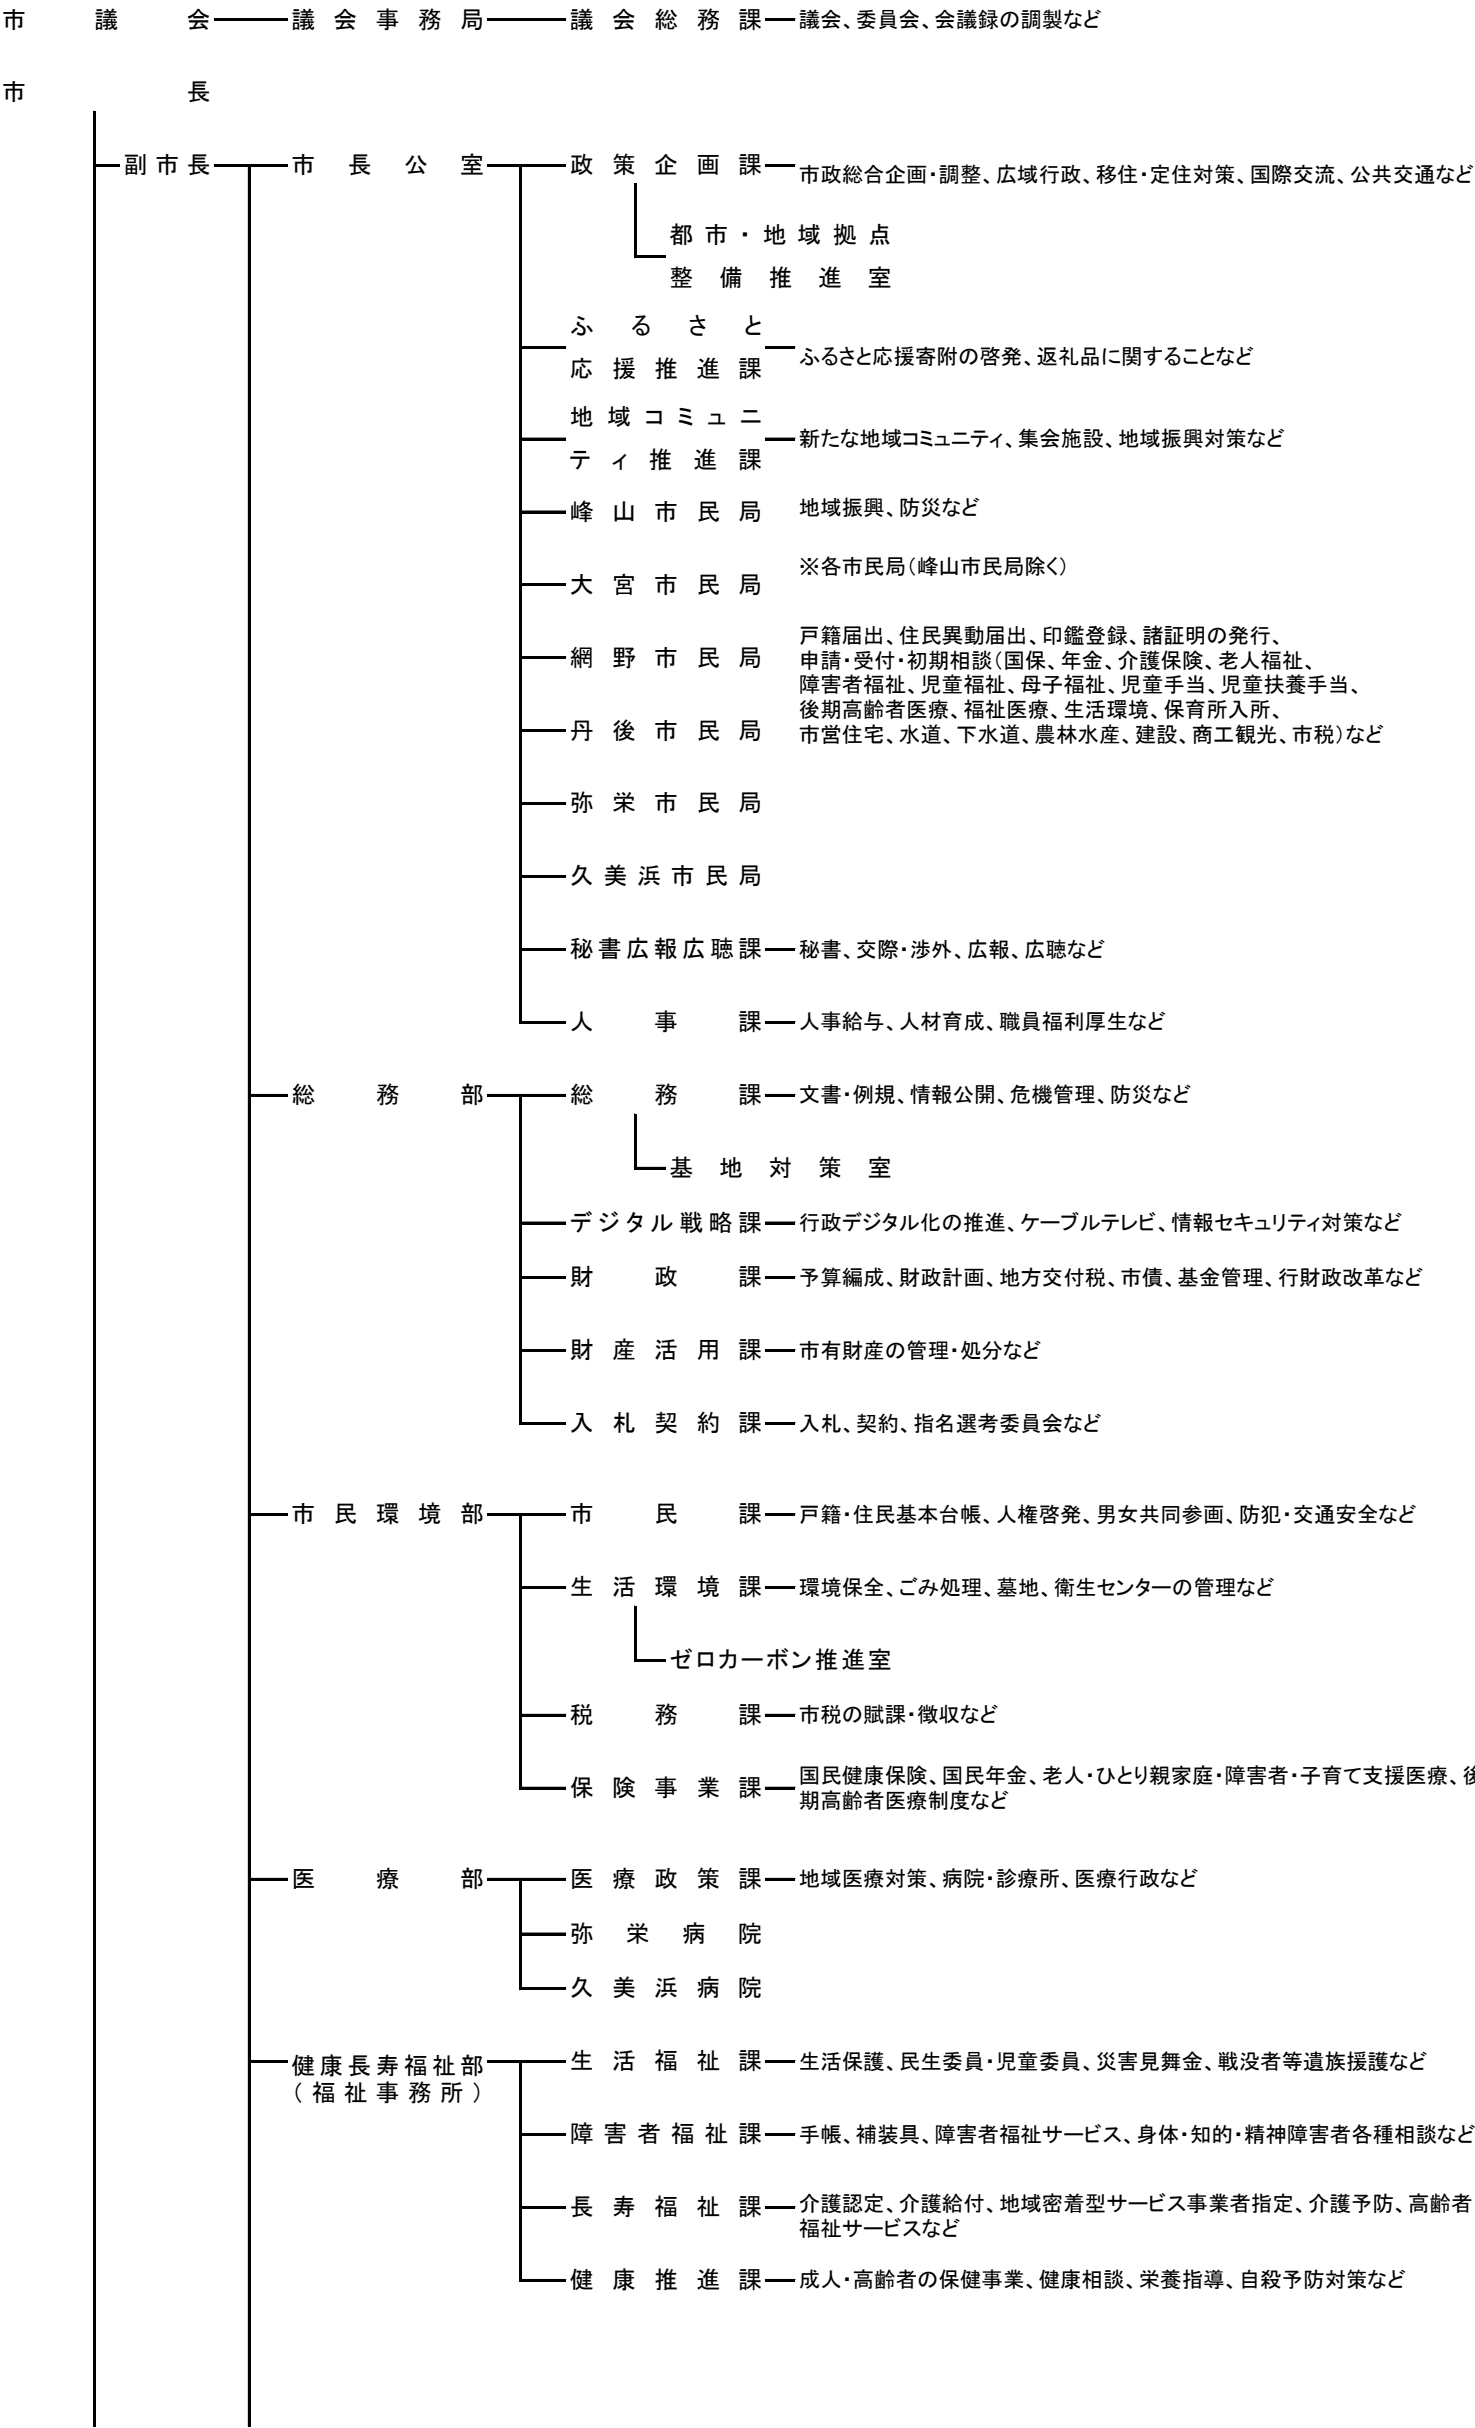 市議会 議会事務局 議会総務課 議会、委員会、会議録の調製など
市長
副市長 市長公室 政策企画課 市政総合企画・調整、広域行政、移住・定住対策、国際交流、公共交通など
都市・地域拠点
整備推進室
ふるさと
応援推進課 ふるさと応援寄附の啓発、返礼品に関することなど
地域コミュニ
ティ推進課 新たな地域コミュニティ、集会施設、地域振興対策など
峰山市民局 地域振興、防災など
大宮市民局 ※各市民局（峰山市民局除く）
網野市民局 戸籍届出、住民異動届出、印鑑登録、諸証明の発行、
申請・受付・初期相談（国保、年金、介護保険、老人福祉、
障害者福祉、児童福祉、母子福祉、児童手当、児童扶養手当、
後期高齢者医療、福祉医療、生活環境、保育所入所、
丹後市民局 市営住宅、水道、下水道、農林水産、建設、商工観光、市税）など
弥栄市民局
久美浜市民局
秘書広報広聴課 秘書、交際・渉外、広報、広聴など
人事課 人事給与、人材育成、職員福利厚生など
総務部 総務課 文書・例規、情報公開、危機管理、防災など
基地対策室
デジタル戦略課 行政デジタル化の推進、ケーブルテレビ、情報セキュリティ対策など
財政課 予算編成、財政計画、地方交付税、市債、基金管理、行財政改革など
財産活用課 市有財産の管理・処分など
入札契約課 入札、契約、指名選考委員会など
市民環境部 市民課 戸籍・住民基本台帳、人権啓発、男女共同参画、防犯・交通安全など
生活環境課 環境保全、ごみ処理、墓地、衛生センターの管理など
ゼロカーボン推進室
税務課 市税の賦課・徴収など
保険事業課 国民健康保険、国民年金、老人・ひとり親家庭・障害者・子育て支援医療、後
期高齢者医療制度など
医療部 医療政策課 地域医療対策、病院・診療所、医療行政など
弥栄病院
久美浜病院
健康長寿福祉部 生活福祉課 生活保護、民生委員・児童委員、災害見舞金、戦没者等遺族援護など
（福祉事務所）
障害者福祉課 手帳、補装具、障害者福祉サービス、身体・知的・精神障害者各種相談など
長寿福祉課 介護認定、介護給付、地域密着型サービス事業者指定、介護予防、高齢者
福祉サービスなど
健康推進課 成人・高齢者の保健事業、健康相談、栄養指導、自殺予防対策など